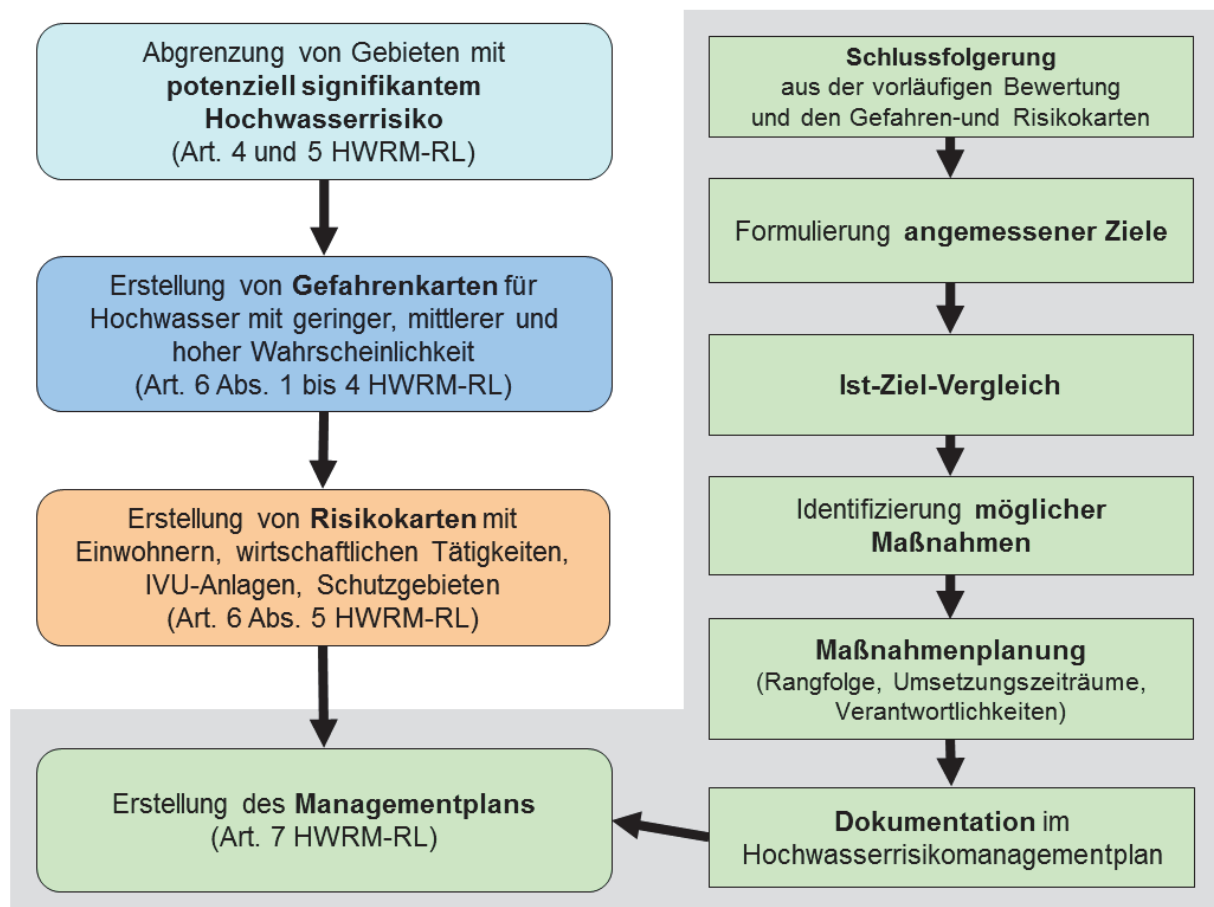 Abgrenzung von Gebieten mit
potenziell signifikantem
Hochwasserrisiko
(Art. 4 und 5 HWRM-RL)
Erstellung von Gefahrenkarten für
Hochwasser mit geringer, mittlerer und
hoher Wahrscheinlichkeit
(Art. 6 Abs. 1 bis 4 HWRM-RL)
Erstellung von Risikokarten mit
Einwohnern, wirtschaftlichen Tätigkeiten,
IVU-Anlagen, Schutzgebieten
(Art. 6 Abs. 5 HWRM-RL)
Erstellung des Managementplans
(Art. 7 HWRM-RL)
Schlussfolgerung
aus der vorläufigen Bewertung
und den Gefahren-und Risikokarten
Formulierung angemessener Ziele
Ist-Ziel-Vergleich
Identifizierung möglicher
Maßnahmen
Maßnahmenplanung
(Rangfolge, Umsetzungszeiträume,
Verantwortlichkeiten)
Dokumentation im
Hochwasserrisikomanagementplan